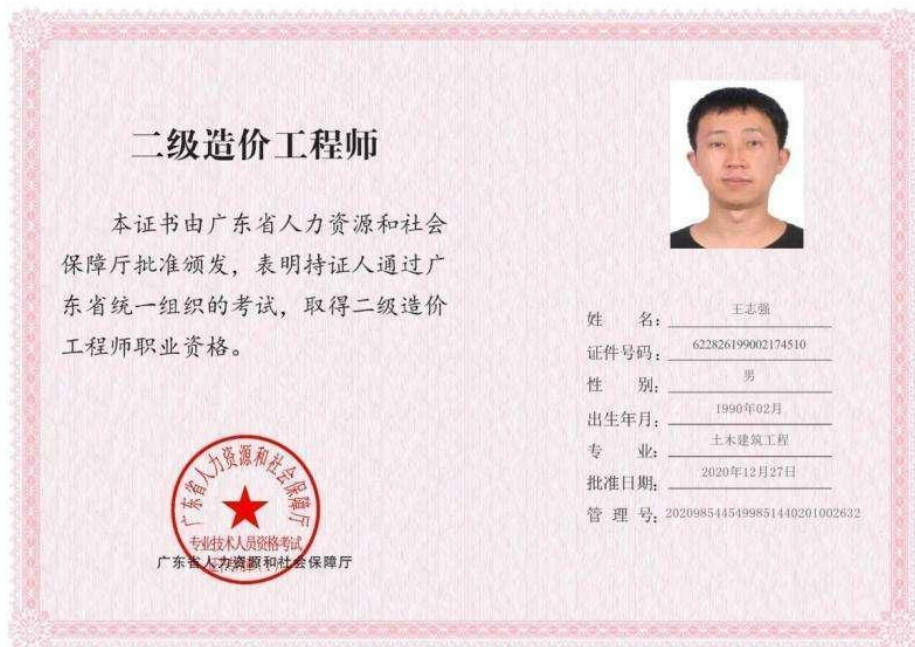 二级造价工程师
本证书由广东省人力资源和社会
保障厅批准颁发，表明持证人通过广
东省统一组织的考试，取得二级造价
工程师职业资格。
广东省人力资源和社会保障厅
专业技术人员资格考试
广东省人力资源和社会保障厅
姓 名：王志强
证件号码：622826199002174510
性 别：男
出生年月：1990年02月
专 业：土木建筑工程
批准日期：2020年12月27日
管 理 号：20209854454998514402010026​32